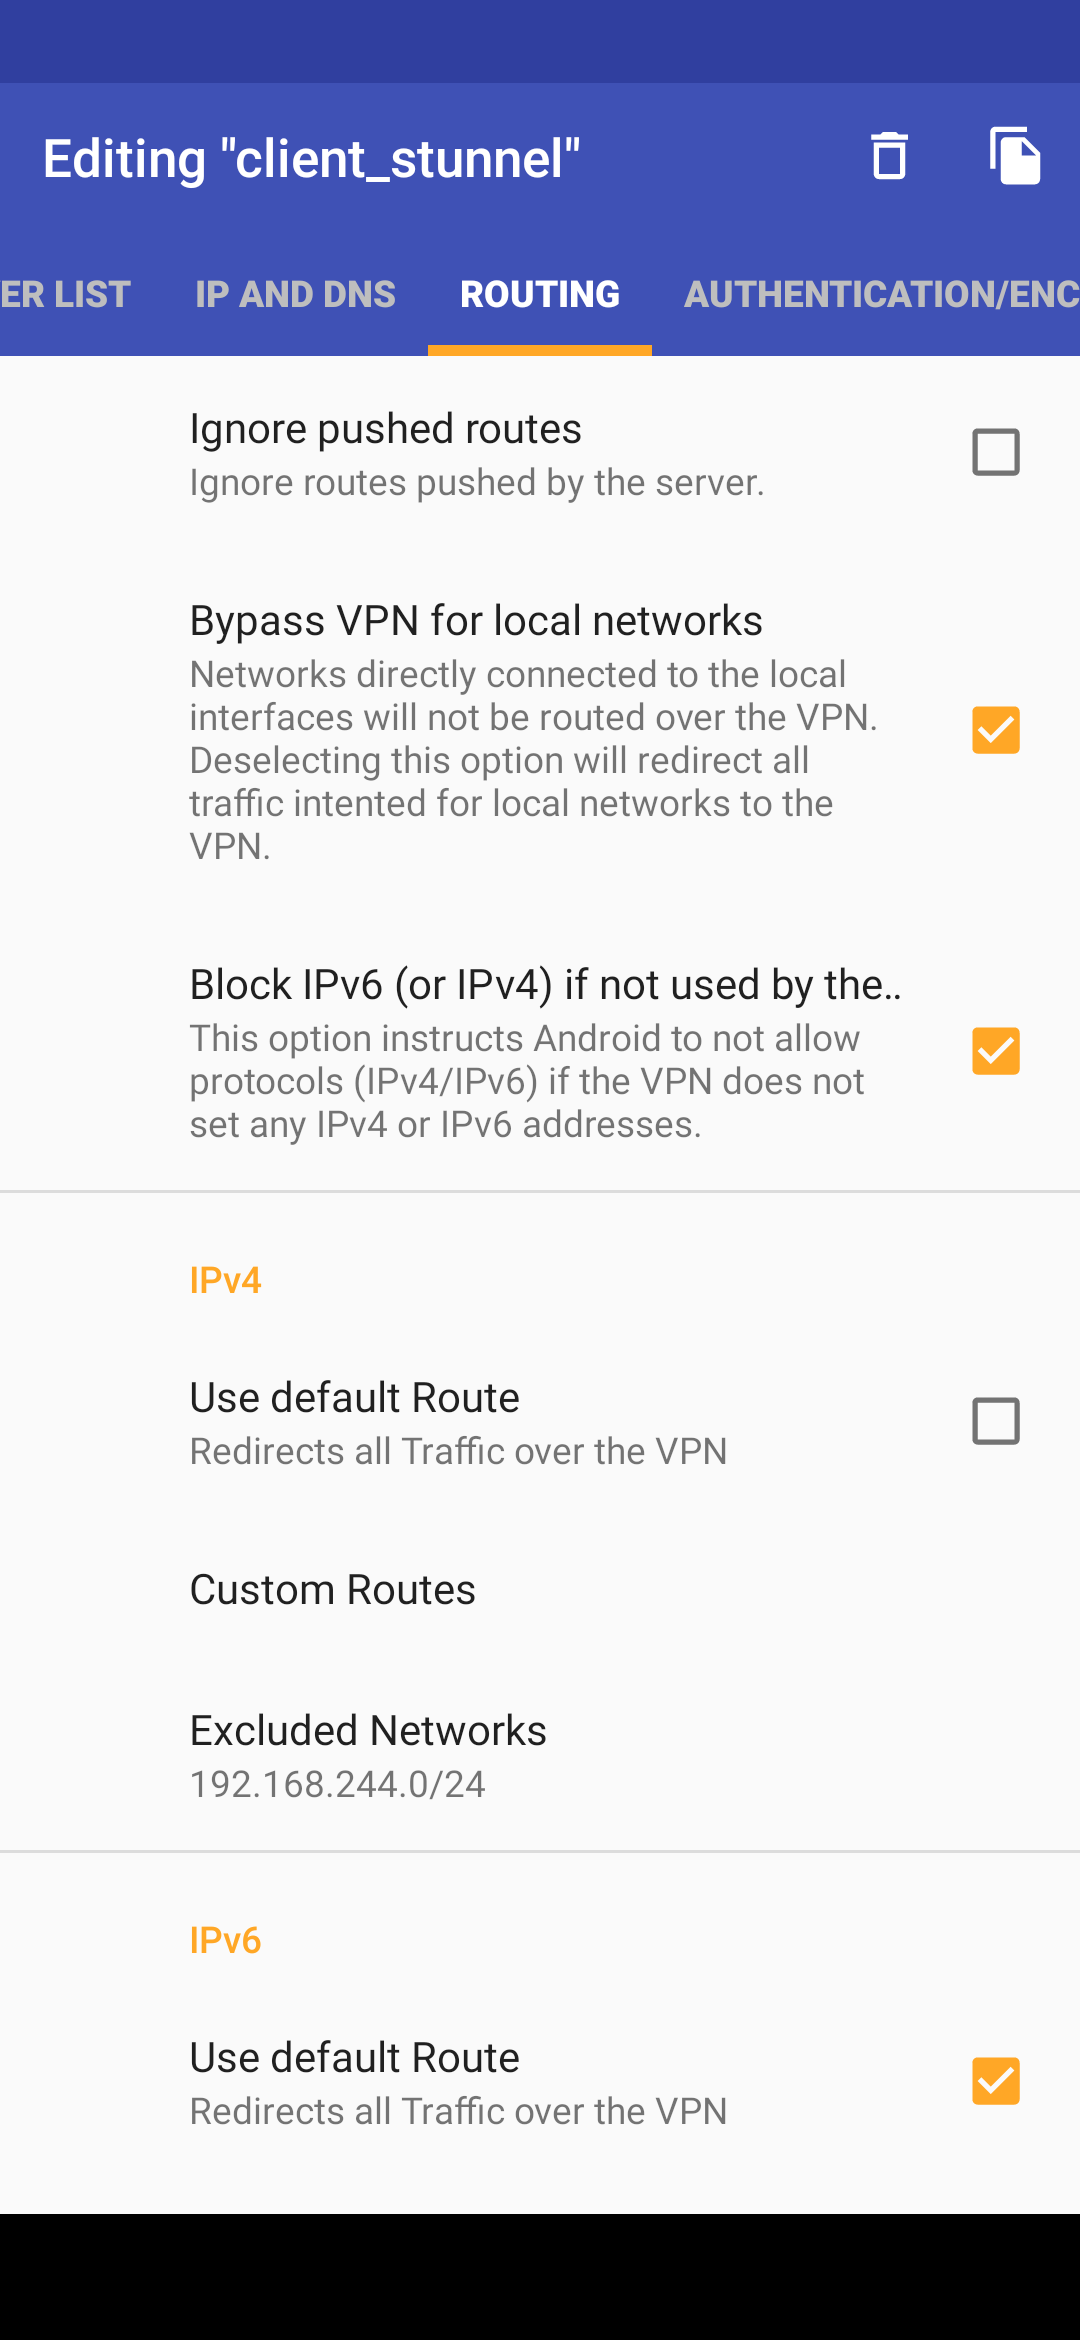 Editing "client_stunnel"
ER LIST IP AND DNS ROUTING AUTHENTICATION/ENC
Ignore pushed routes
Ignore routes pushed by the server.
Bypass VPN for local networks
Networks directly connected to the local
interfaces will not be routed over the VPN.
Deselecting this option will redirect all
traffic intented for local networks to the
VPN.
Block IPv6 (or IPv4) if not used by the..
This option instructs Android to not allow
protocols (IPv4/IPv6) if the VPN does not
set any IPv4 or IPv6 addresses.
IPv4
Use default Route
Redirects all Traffic over the VPN
Custom Routes
Excluded Networks
192.168.244.0/24
IPv6
Use default Route
Redirects all Traffic over the VPN